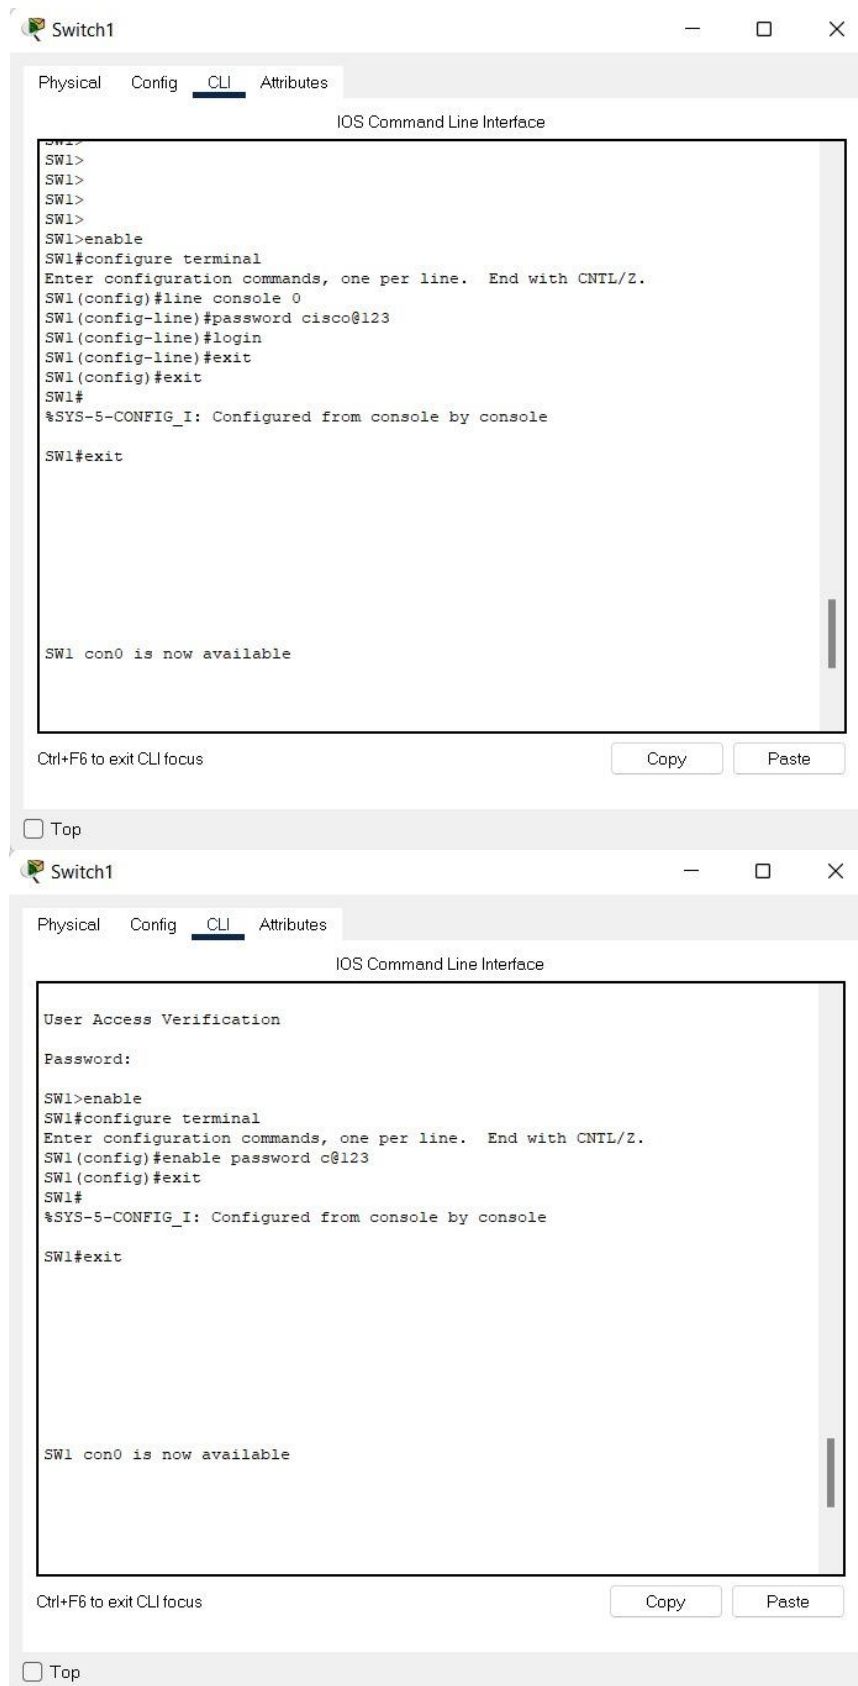 Switch1
Physical Config CLI Attributes
IOS Command Line Interface
SW1>
SW1>
SW1>
SW1>
SW1>enable
SW1#configure terminal
Enter configuration commands, one per line.  End with CNTL/Z.
SW1(config)#line console 0
SW1(config-line)#password cisco@123
SW1(config-line)#login
SW1(config-line)#exit
SW1(config)#exit
SW1#
%SYS-5-CONFIG_I: Configured from console by console
SW1#exit
SW1 con0 is now available
Ctrl+F6 to exit CLI focus
Copy Paste
Top
Switch1
Physical Config CLI Attributes
IOS Command Line Interface
User Access Verification
Password:
SW1>enable
SW1#configure terminal
Enter configuration commands, one per line.  End with CNTL/Z.
SW1(config)#enable password c@123
SW1(config)#exit
SW1#
%SYS-5-CONFIG_I: Configured from console by console
SW1#exit
SW1 con0 is now available
Ctrl+F6 to exit CLI focus
Copy Paste
Top